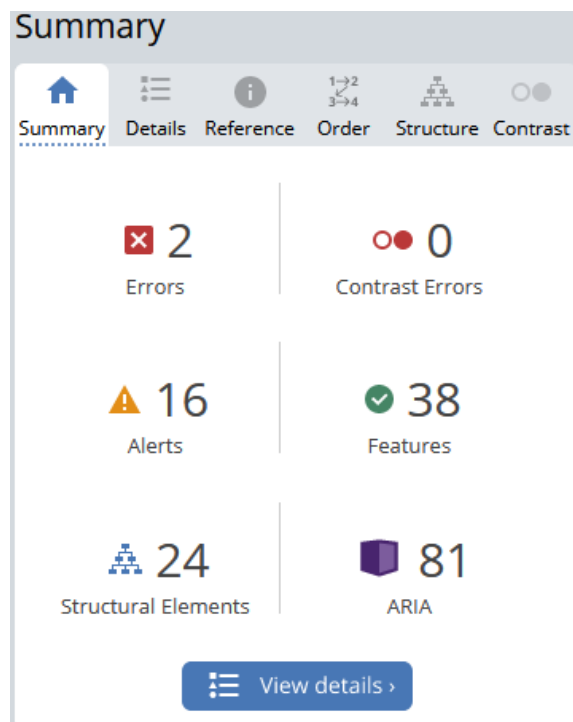 Summary
1→2
3→4
Summary Details Reference Order Structure Contrast
2 0
Errors Contrast Errors
16 38
Alerts Features
24 81
Structural Elements ARIA
View details ›